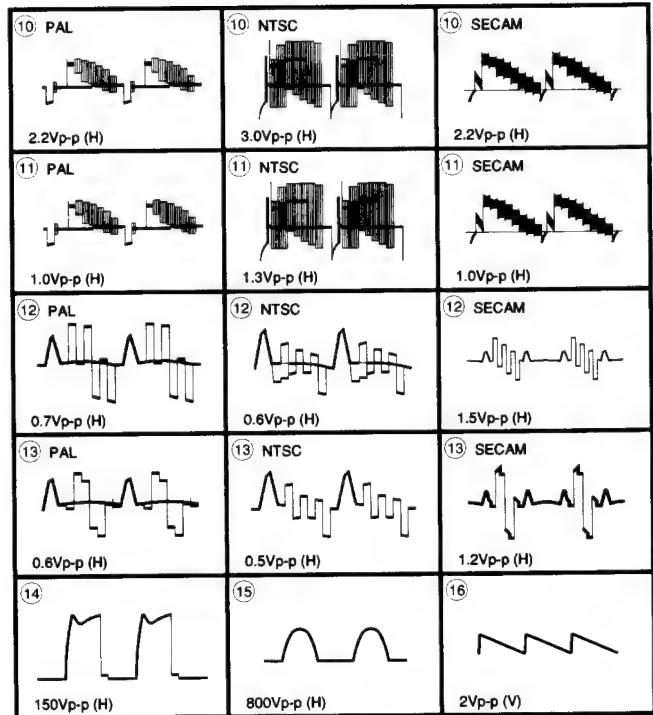 ⑩ PAL
2.2Vp-p (H)
⑩ NTSC
3.0Vp-p (H)
⑩ SECAM
2.2Vp-p (H)
⑪ PAL
1.0Vp-p (H)
⑪ NTSC
1.3Vp-p (H)
⑪ SECAM
1.0Vp-p (H)
⑫ PAL
0.7Vp-p (H)
⑫ NTSC
0.6Vp-p (H)
⑫ SECAM
1.5Vp-p (H)
⑬ PAL
0.6Vp-p (H)
⑬ NTSC
0.5Vp-p (H)
⑬ SECAM
1.2Vp-p (H)
⑭
150Vp-p (H)
⑮
800Vp-p (H)
⑯
2Vp-p (V)